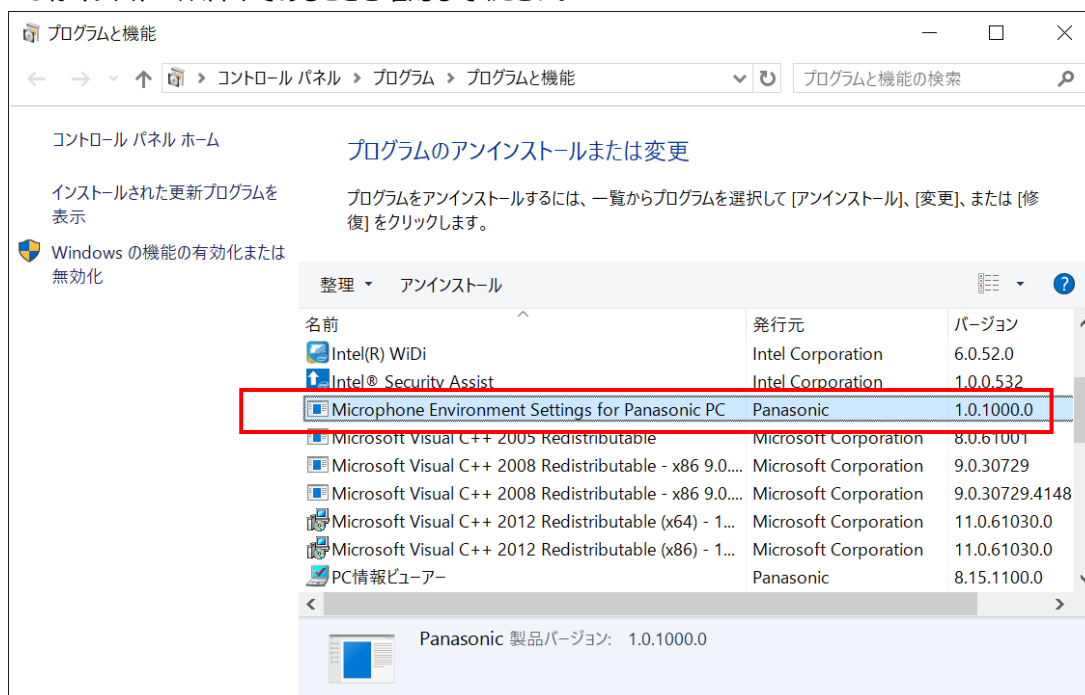 プログラムと機能
コントロール パネル > プログラム > プログラムと機能
プログラムと機能の検索
コントロール パネル ホーム
インストールされた更新プログラムを
表示
Windows の機能の有効化または
無効化
プログラムのアンインストールまたは変更
プログラムをアンインストールするには、一覧からプログラムを選択して [アンインストール]、[変更]、または [修
復] をクリックします。
整理 アンインストール
名前 発行元 バージョン
Intel(R) WiDi Intel Corporation 6.0.52.0
Intel® Security Assist Intel Corporation 1.0.0.532
Microphone Environment Settings for Panasonic PC Panasonic 1.0.1000.0
Microsoft Visual C++ 2005 Redistributable Microsoft Corporation 8.0.61001
Microsoft Visual C++ 2008 Redistributable - x86 9.0.... Microsoft Corporation 9.0.30729
Microsoft Visual C++ 2008 Redistributable - x86 9.0.... Microsoft Corporation 9.0.30729.4148
Microsoft Visual C++ 2012 Redistributable (x64) - 1... Microsoft Corporation 11.0.61030.0
Microsoft Visual C++ 2012 Redistributable (x86) - 1... Microsoft Corporation 11.0.61030.0
PC情報ビューアー Panasonic 8.15.1100.0
Panasonic 製品バージョン: 1.0.1000.0